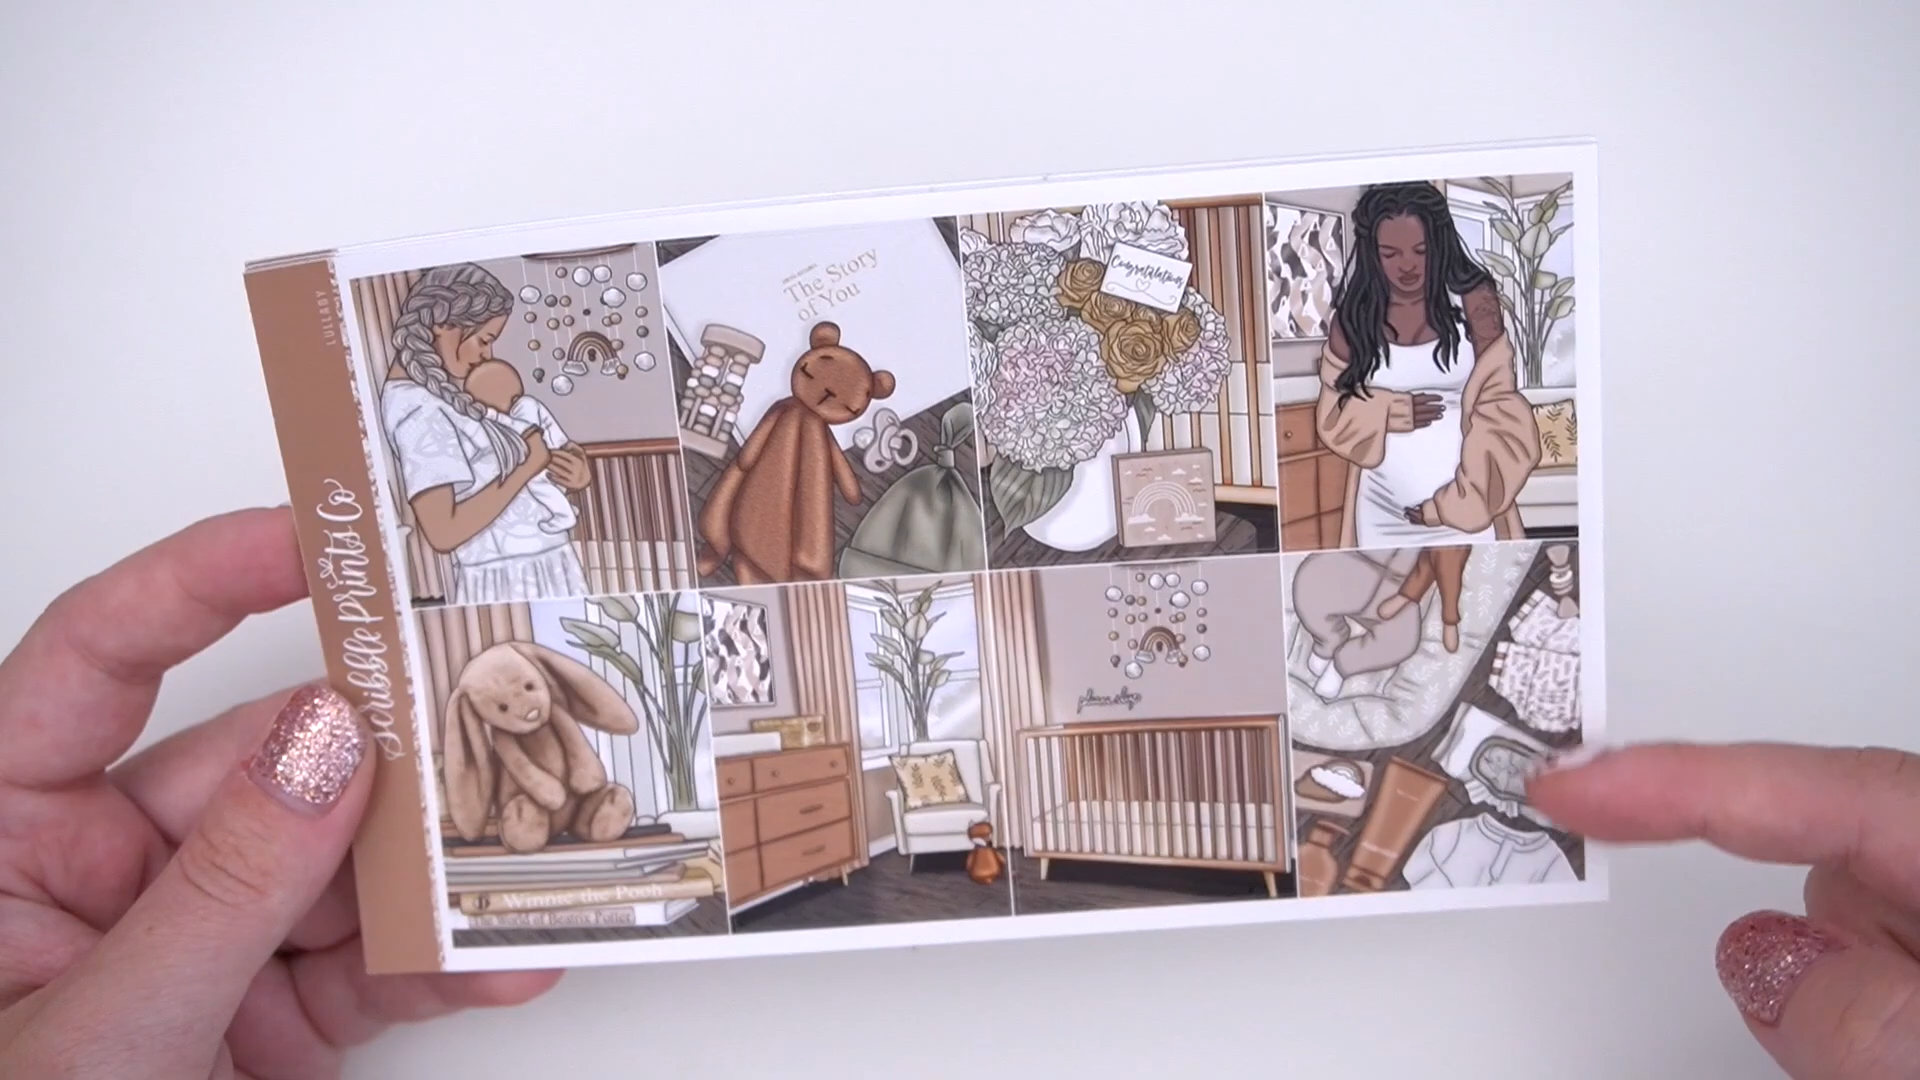 LULLABY
Scribble Prints Co
The Story
of You
Congratulations
Winnie the Pooh
The World of Beatrix Potter